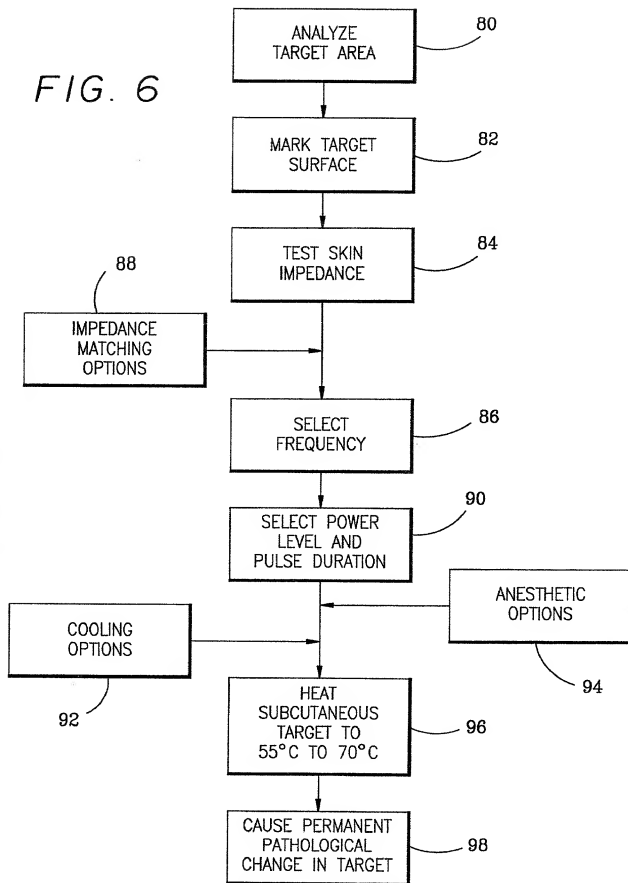 FIG. 6
ANALYZE
TARGET AREA
80
MARK TARGET
SURFACE
82
TEST SKIN
IMPEDANCE
84
88
IMPEDANCE
MATCHING
OPTIONS
SELECT
FREQUENCY
86
SELECT POWER
LEVEL AND
PULSE DURATION
90
ANESTHETIC
OPTIONS
94
COOLING
OPTIONS
92
HEAT
SUBCUTANEOUS
TARGET TO
55°C TO 70°C
96
CAUSE PERMANENT
PATHOLOGICAL
CHANGE IN TARGET
98